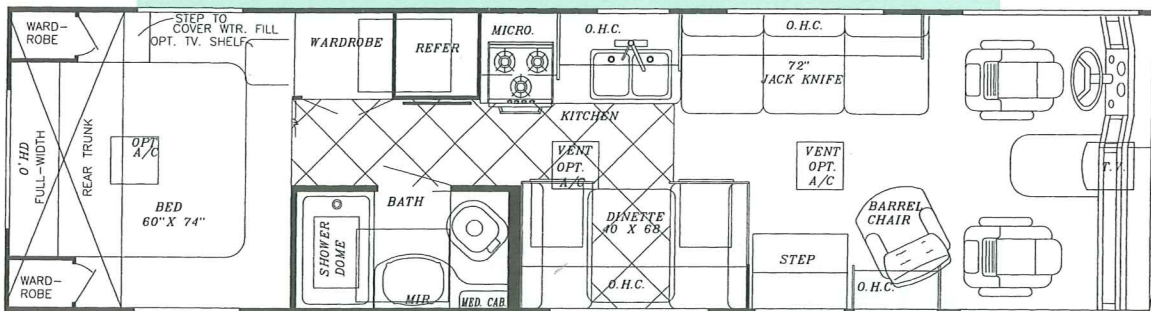 WARD-
ROBE
STEP TO
COVER WTR. FILL
OPT. TV. SHELF
WARDROBE
REFER
MICRO.
O.H.C.
O.H.C.
72"
JACK KNIFE
KITCHEN
O'HD
FULL-WIDTH
REAR TRUNK
OPT
A/C
BED
60"X 74"
BATH
VENT
OPT.
A/C
VENT
OPT.
A/C
T.V.
SHOWER
DOME
DINETTE
40 X 68
BARREL
CHAIR
STEP
WARD-
ROBE
MIR
MED. CAB.
O.H.C.
O.H.C.